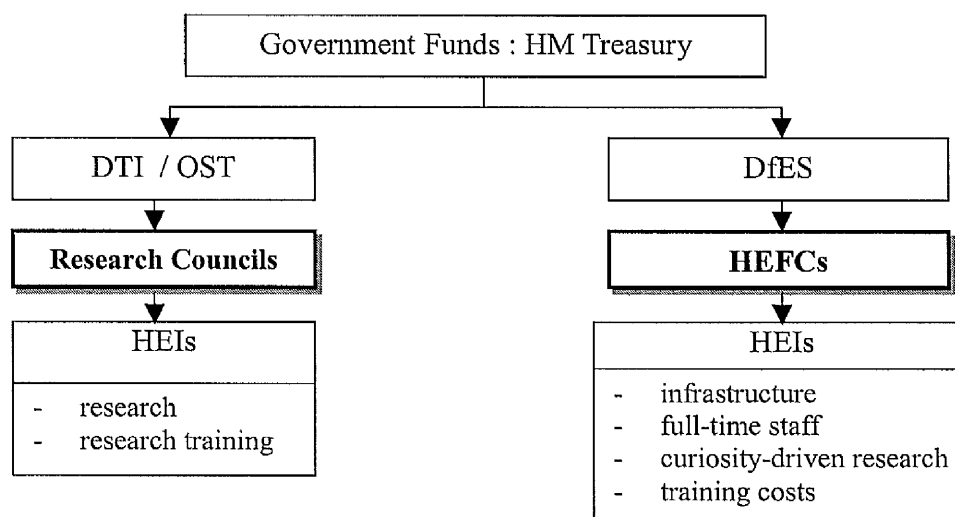 Government Funds : HM Treasury
DTI / OST
DfES
Research Councils
HEFCs
HEIs
- research
- research training
HEIs
- infrastructure
- full-time staff
- curiosity-driven research
- training costs